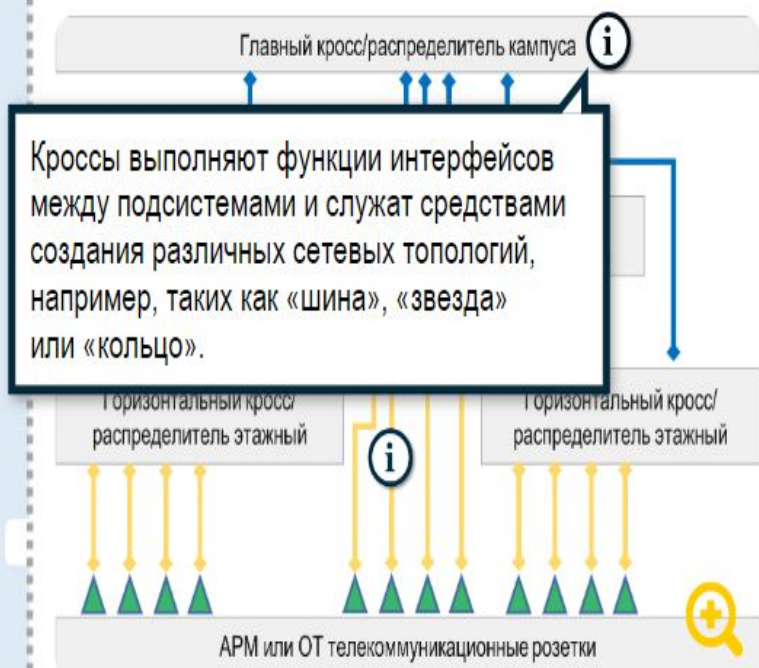 Главный кросс/распределитель кампуса i
Кроссы выполняют функции интерфейсов
между подсистемами и служат средствами
создания различных сетевых топологий,
например, таких как «шина», «звезда»
или «кольцо».
Горизонтальный кросс/
распределитель этажный
i
Горизонтальный кросс/
распределитель этажный
АРМ или ОТ телекоммуникационные розетки